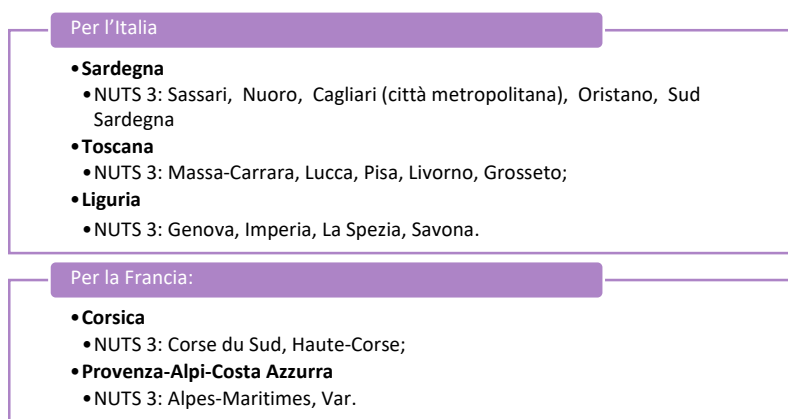 Per l’Italia
•Sardegna
•NUTS 3: Sassari, Nuoro, Cagliari (città metropolitana), Oristano, Sud
Sardegna
•Toscana
•NUTS 3: Massa-Carrara, Lucca, Pisa, Livorno, Grosseto;
•Liguria
•NUTS 3: Genova, Imperia, La Spezia, Savona.
Per la Francia:
•Corsica
•NUTS 3: Corse du Sud, Haute-Corse;
•Provenza-Alpi-Costa Azzurra
•NUTS 3: Alpes-Maritimes, Var.